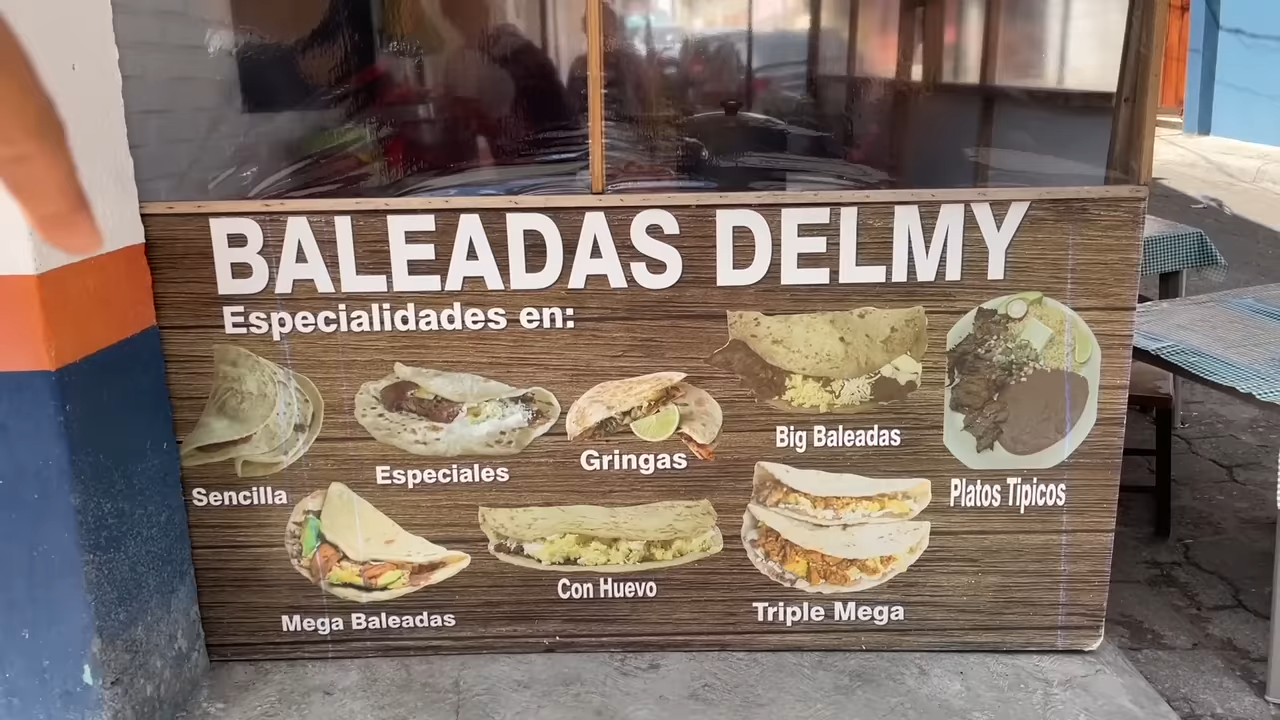 BALEADAS DELMY
Especialidades en:
Sencilla
Especiales
Gringas
Big Baleadas
Platos Tipicos
Mega Baleadas
Con Huevo
Triple Mega